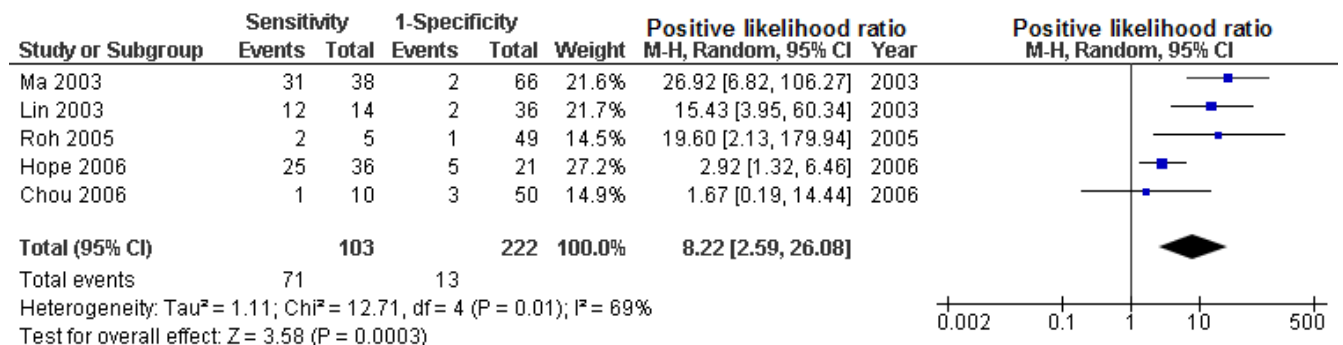 Sensitivity 1-Specificity Positive likelihood ratio Positive likelihood ratio
Study or Subgroup Events Total Events Total Weight M-H, Random, 95% CI Year M-H, Random, 95% CI
Ma 2003 31 38 2 66 21.6% 26.92 [6.82, 106.27] 2003
Lin 2003 12 14 2 36 21.7% 15.43 [3.95, 60.34] 2003
Roh 2005 2 5 1 49 14.5% 19.60 [2.13, 179.94] 2005
Hope 2006 25 36 5 21 27.2% 2.92 [1.32, 6.46] 2006
Chou 2006 1 10 3 50 14.9% 1.67 [0.19, 14.44] 2006
Total (95% CI) 103 222 100.0% 8.22 [2.59, 26.08]
Total events 71 13
Heterogeneity: Tau² = 1.11; Chi² = 12.71, df = 4 (P = 0.01); I² = 69%
Test for overall effect: Z = 3.58 (P = 0.0003)
0.002 0.1 1 10 500